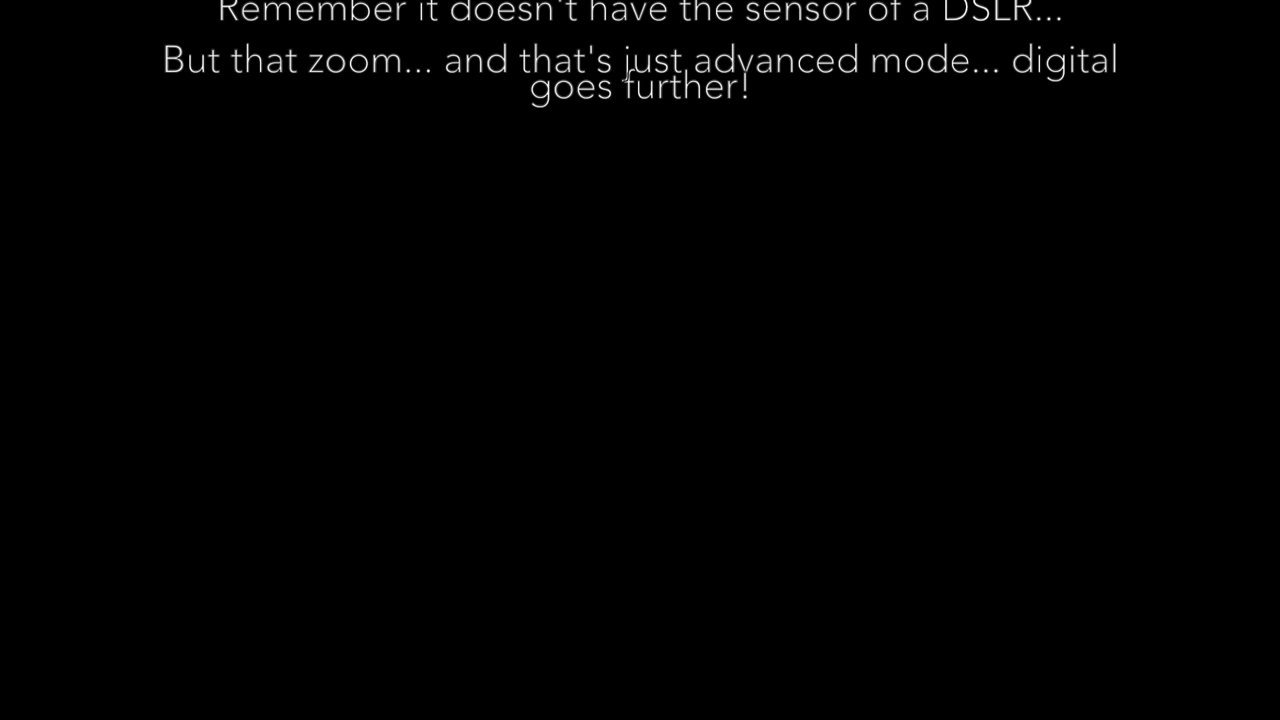 Remember it doesn't have the sensor of a DSLR...
But that zoom... and that's just advanced mode... digital
goes further!